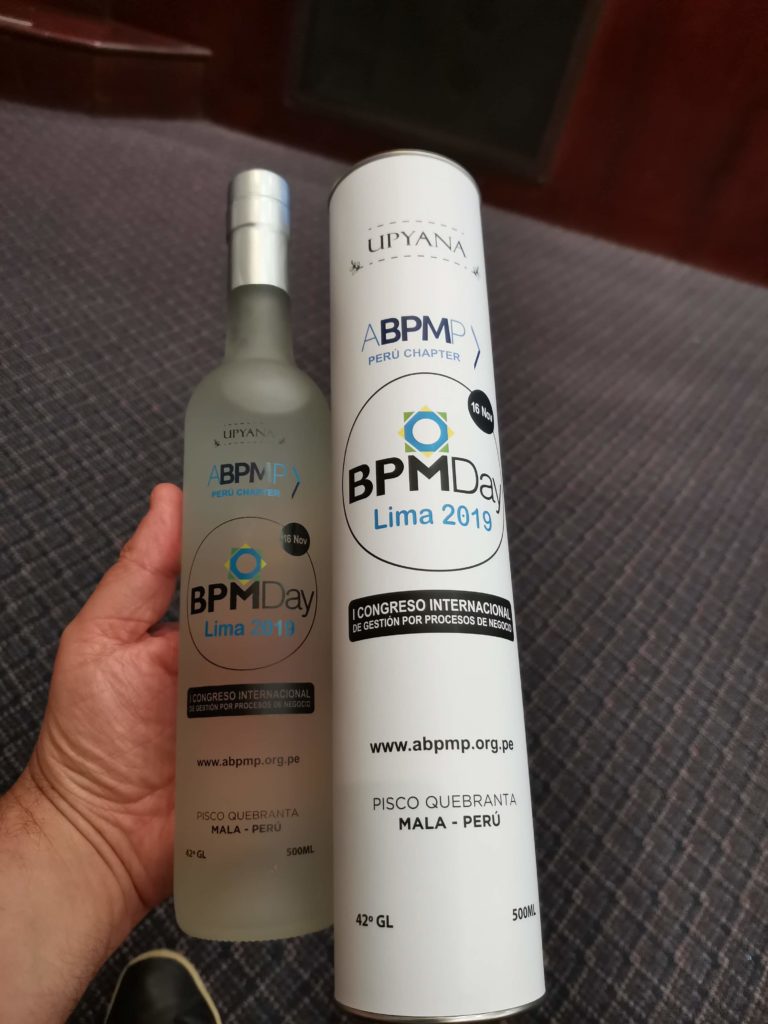 UPYANA
ABPMP
PERÚ CHAPTER
16 Nov
BPMDay
Lima 2019
I CONGRESO INTERNACIONAL
DE GESTIÓN POR PROCESOS DE NEGOCIO
www.abpmp.org.pe
PISCO QUEBRANTA
MALA - PERÚ
42º GL
500ML
UPYANA
ABPMP
PERÚ CHAPTER
16 Nov
BPMDay
Lima 2019
I CONGRESO INTERNACIONAL
DE GESTIÓN POR PROCESOS DE NEGOCIO
www.abpmp.org.pe
PISCO QUEBRANTA
MALA - PERÚ
42º GL
500ML